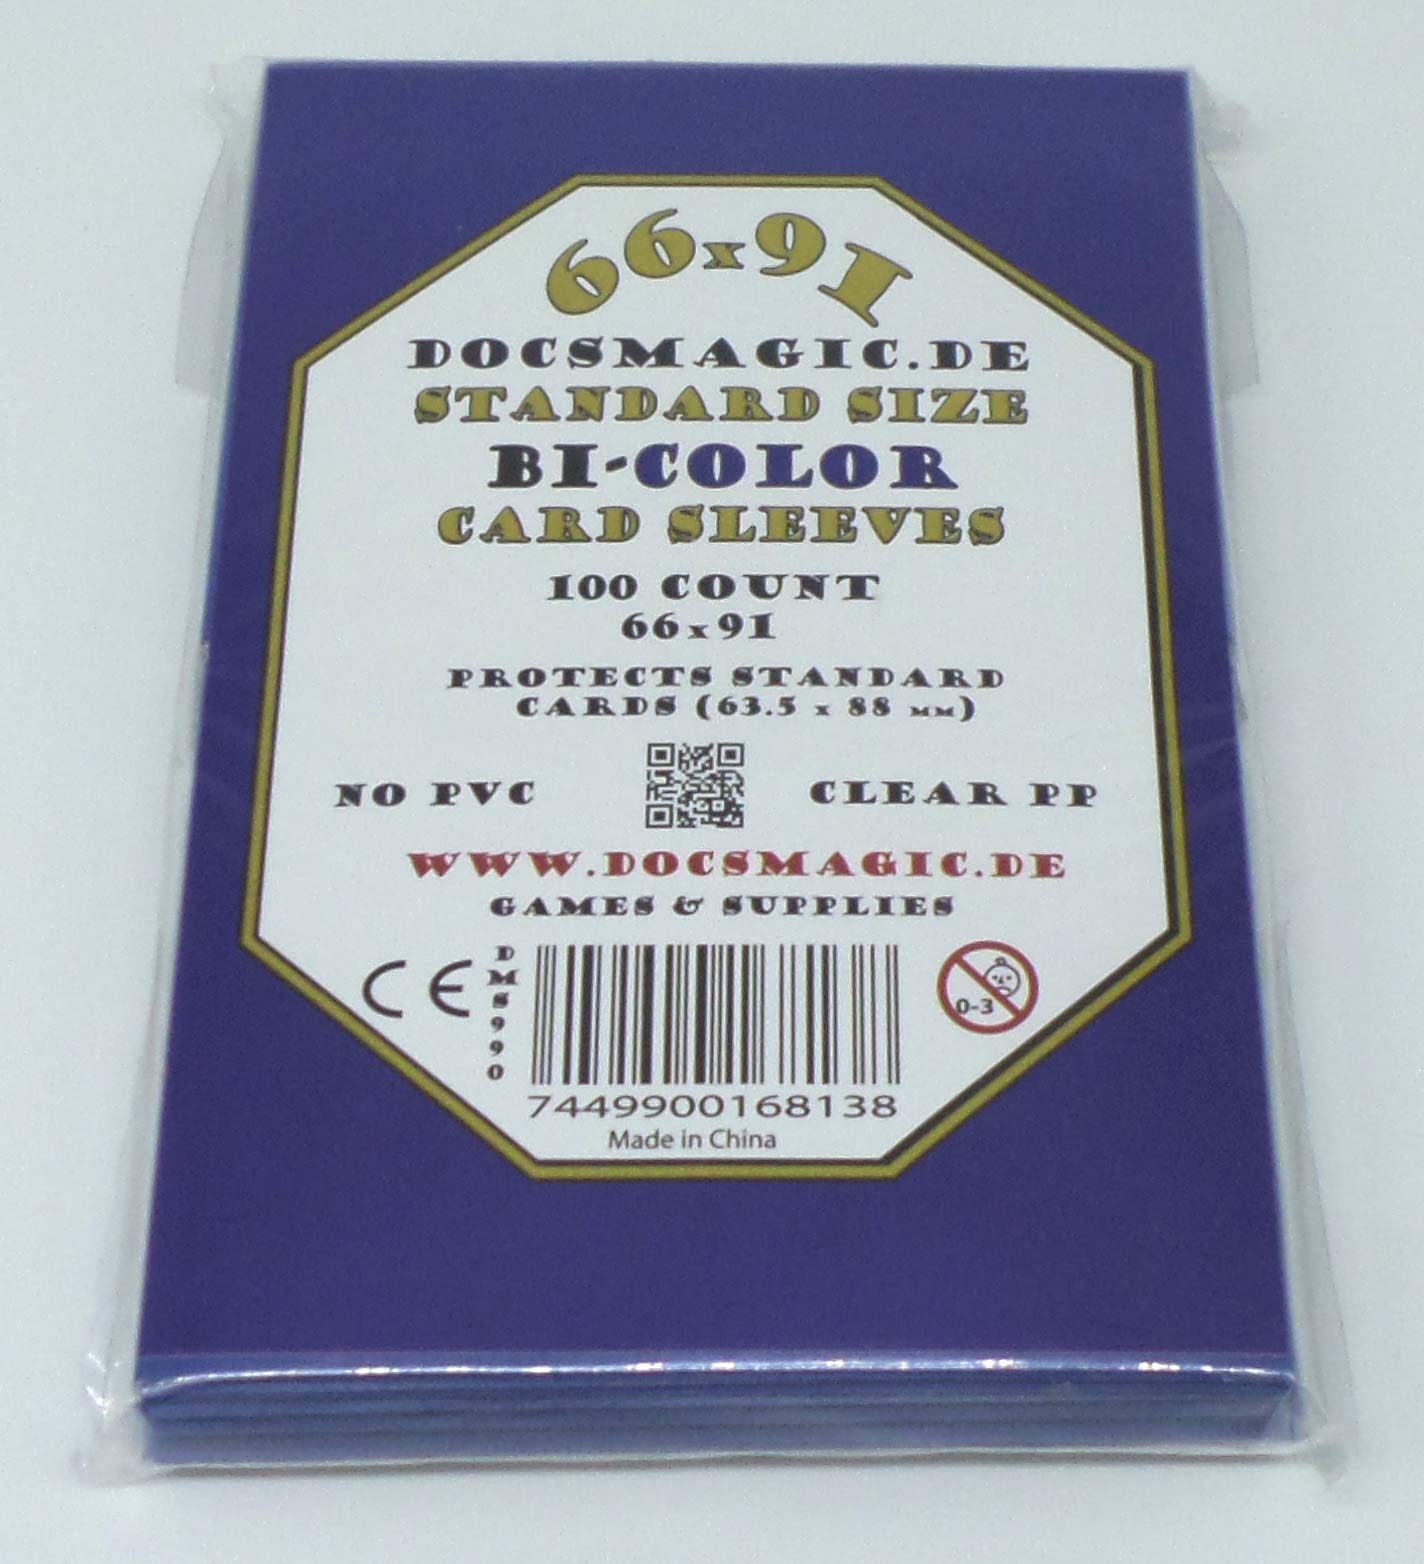 66x91
DOCSMAGIC.DE
STANDARD SIZE
BI-COLOR
CARD SLEEVES
100 COUNT
66x91
PROTECTS STANDARD
CARDS (63.5 x 88 MM)
NO PVC CLEAR PP
WWW.DOCSMAGIC.DE
GAMES & SUPPLIES
CE
DMS990
0-3
7449900168138
Made in China